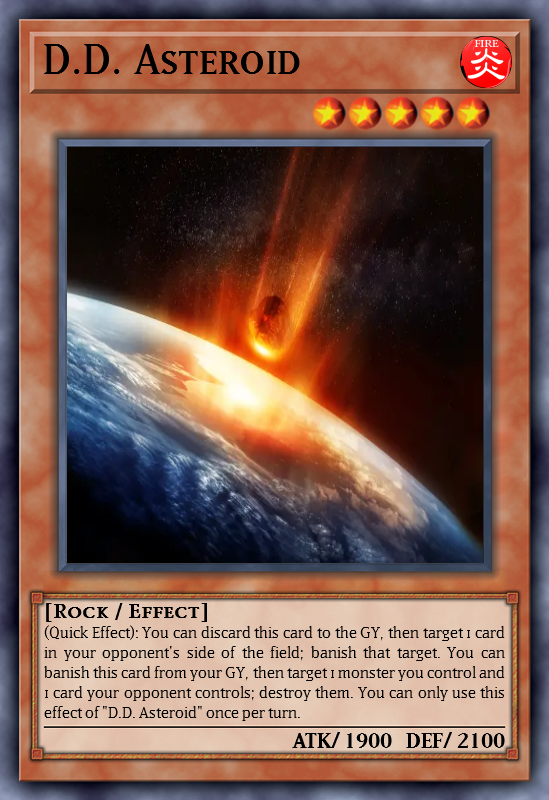 D.D. Asteroid
FIRE
炎
[Rock / Effect]
(Quick Effect): You can discard this card to the GY, then target 1 card
in your opponent's side of the field; banish that target. You can
banish this card from your GY, then target 1 monster you control and
1 card your opponent controls; destroy them. You can only use this
effect of "D.D. Asteroid" once per turn.
ATK/ 1900 DEF/ 2100